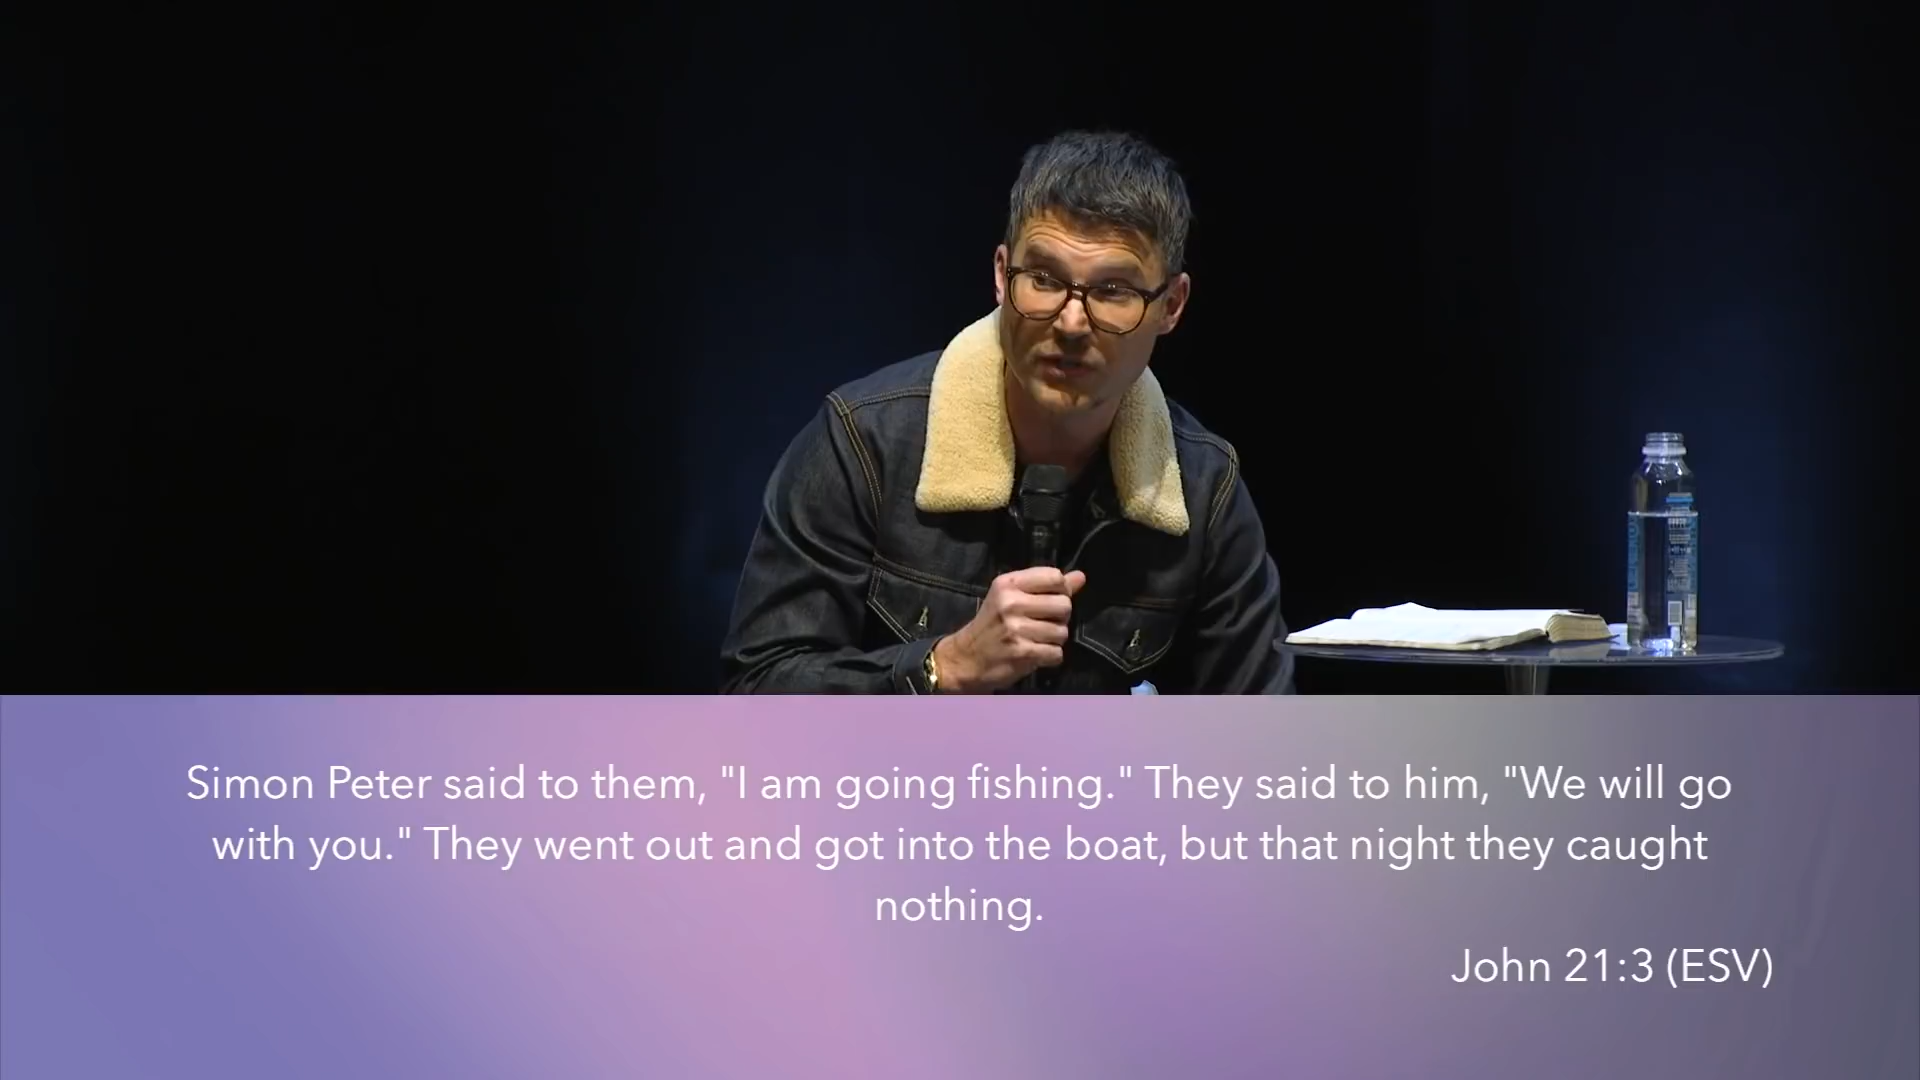 Simon Peter said to them, "I am going fishing." They said to him, "We will go
with you." They went out and got into the boat, but that night they caught
nothing.
John 21:3 (ESV)